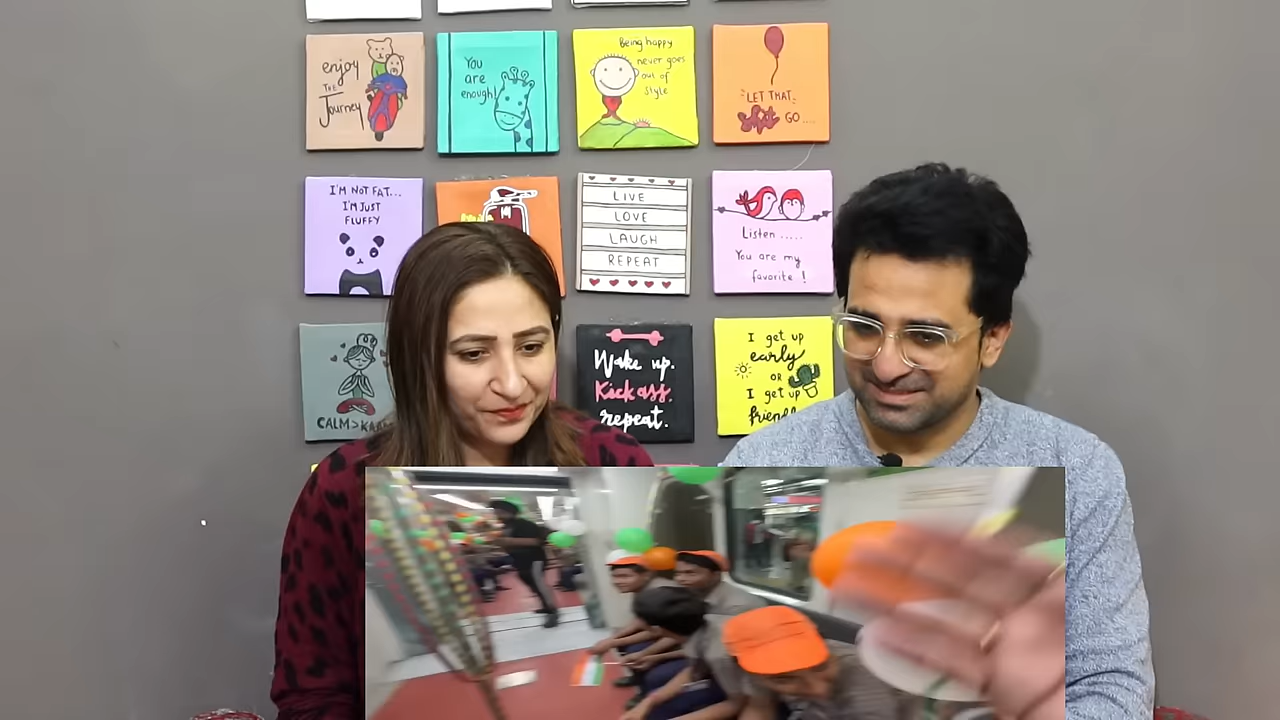 enjoy
THE
Journey
You
are
enough!
Being happy
never goes
out of
style
"LET THAT
GO ....
I'M NOT FAT...
I'M JUST
FLUFFY
LIVE
LOVE
LAUGH
REPEAT
Listen .....
You are my
favorite !
CALM>
Wake up.
Kick ass.
repeat.
I get up
early
OR
I get up